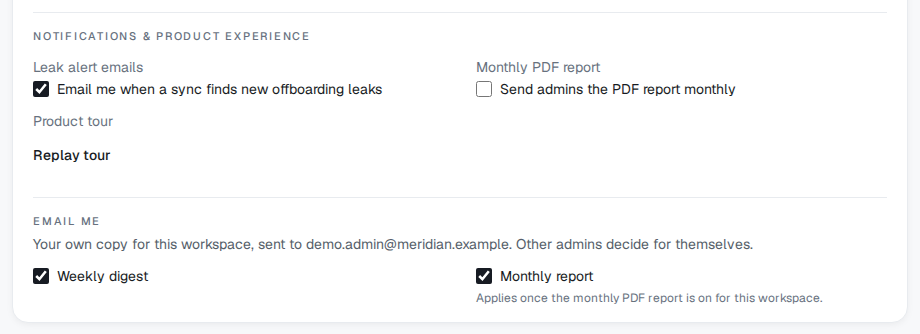 NOTIFICATIONS & PRODUCT EXPERIENCE
Leak alert emails
Email me when a sync finds new offboarding leaks
Monthly PDF report
Send admins the PDF report monthly
Product tour
Replay tour
EMAIL ME
Your own copy for this workspace, sent to demo.admin@meridian.example. Other admins decide for themselves.
Weekly digest
Monthly report
Applies once the monthly PDF report is on for this workspace.